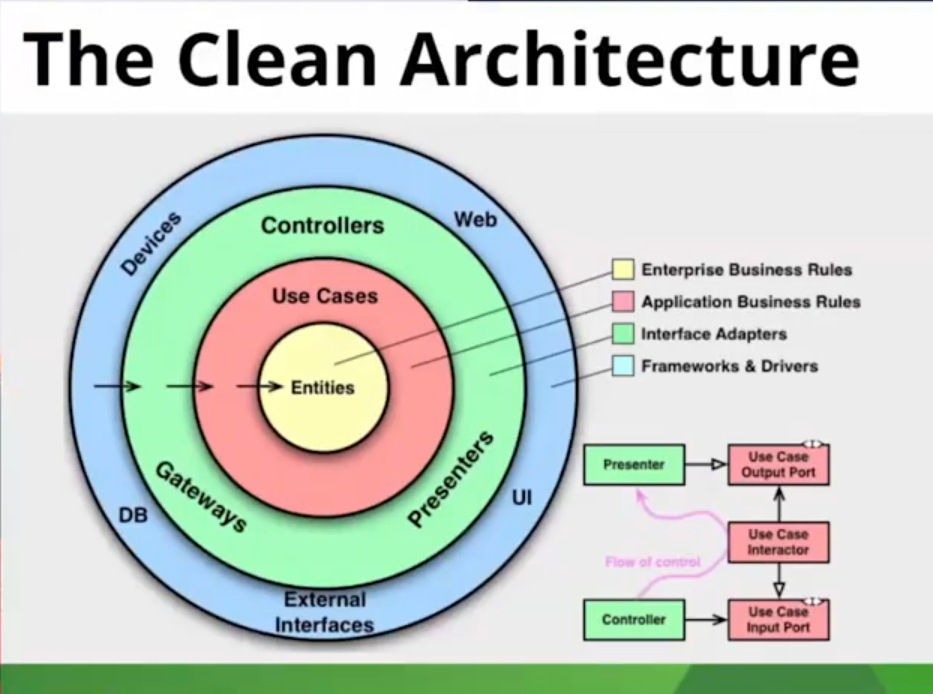 The Clean Architecture
Devices
Web
Controllers
Use Cases
Entities
Gateways
Presenters
DB
UI
External
Interfaces
Enterprise Business Rules
Application Business Rules
Interface Adapters
Frameworks & Drivers
Presenter
Use Case
Output Port
Use Case
Interactor
Flow of control
Controller
Use Case
Input Port